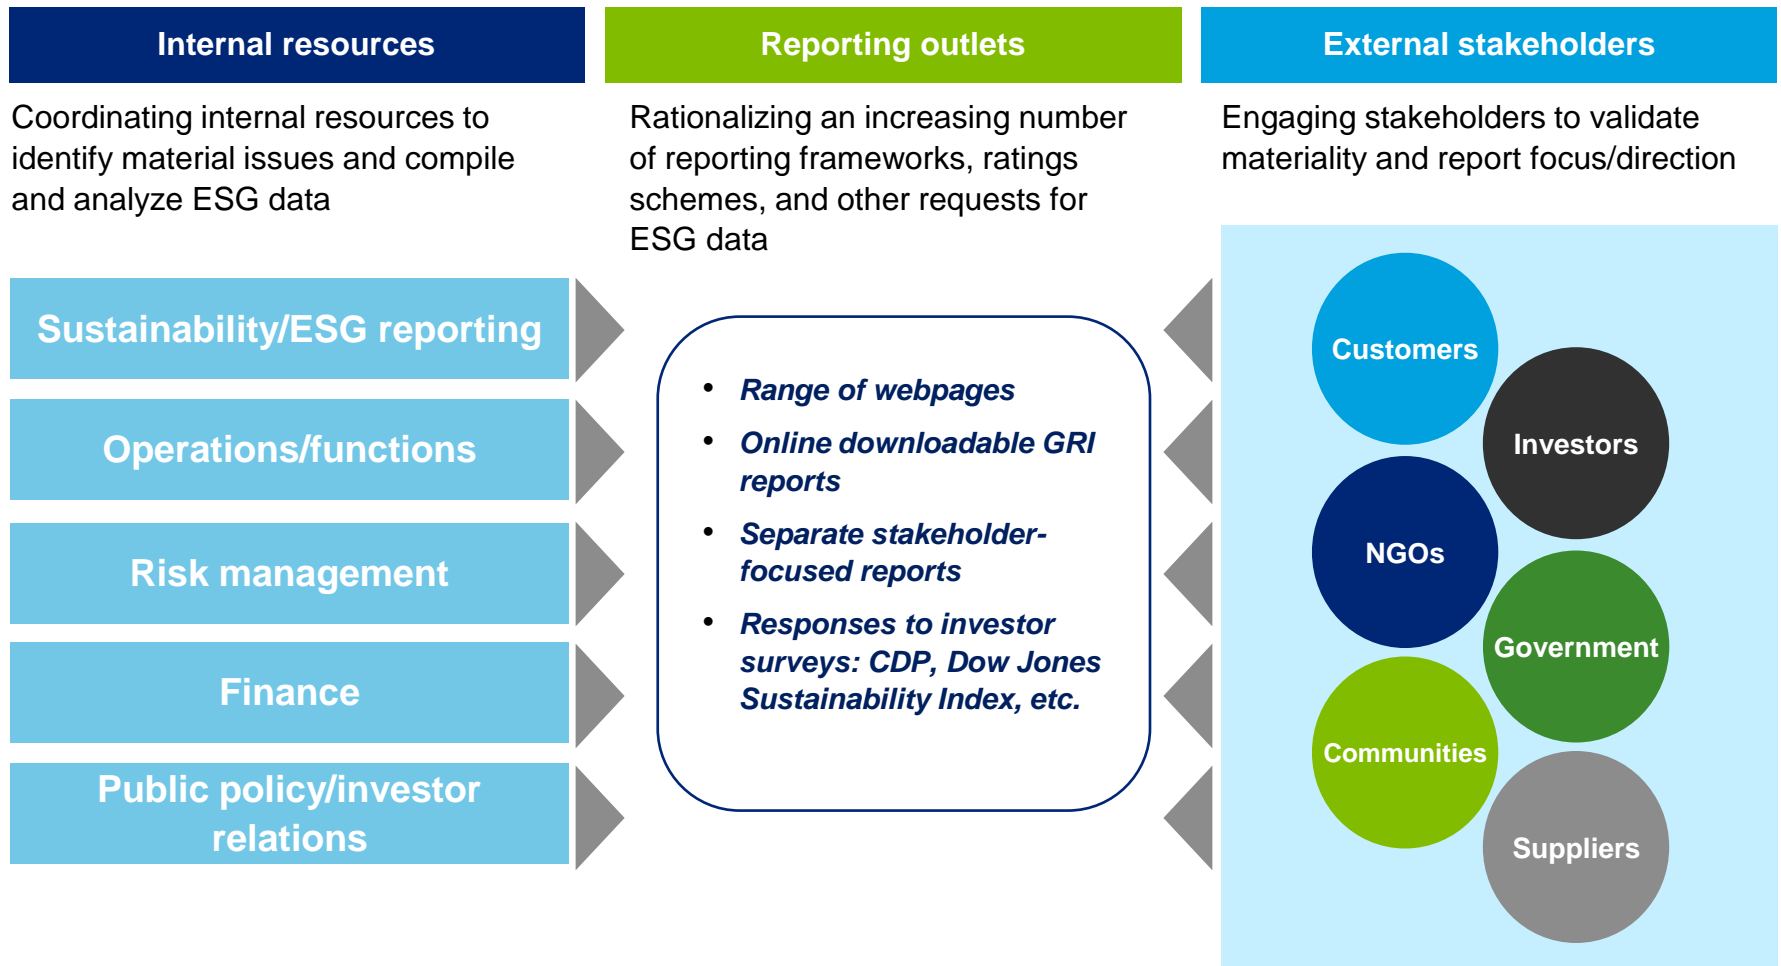 Internal resources
Reporting outlets
External stakeholders
Coordinating internal resources to
identify material issues and compile
and analyze ESG data
Rationalizing an increasing number
of reporting frameworks, ratings
schemes, and other requests for
ESG data
Engaging stakeholders to validate
materiality and report focus/direction
Sustainability/ESG reporting
Operations/functions
Risk management
Finance
Public policy/investor
relations
• Range of webpages
• Online downloadable GRI
reports
• Separate stakeholder-
focused reports
• Responses to investor
surveys: CDP, Dow Jones
Sustainability Index, etc.
Customers
Investors
NGOs
Government
Communities
Suppliers